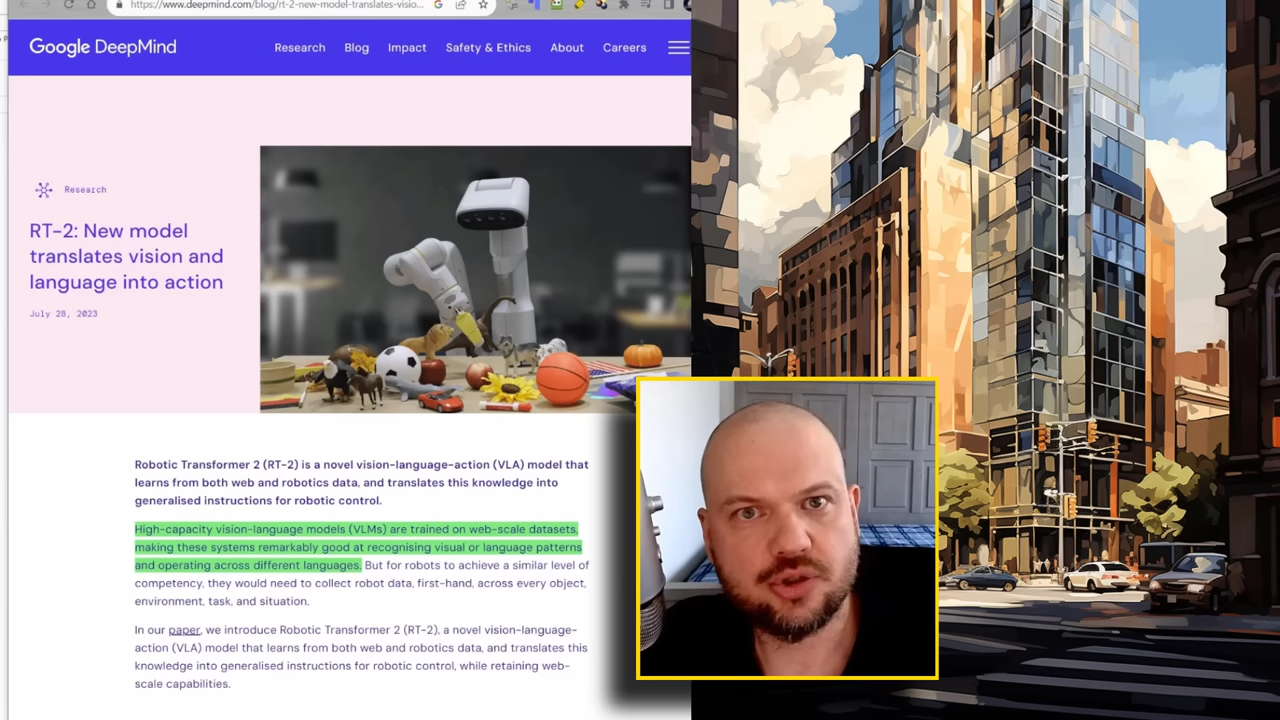 https://www.deepmind.com/blog/rt-2-new-model-translates-visio...
Google DeepMind
Research Blog Impact Safety & Ethics About Careers
Research
RT-2: New model
translates vision and
language into action
July 28, 2023
Robotic Transformer 2 (RT-2) is a novel vision-language-action (VLA) model that
learns from both web and robotics data, and translates this knowledge into
generalised instructions for robotic control.
High-capacity vision-language models (VLMs) are trained on web-scale datasets,
making these systems remarkably good at recognising visual or language patterns
and operating across different languages. But for robots to achieve a similar level of
competency, they would need to collect robot data, first-hand, across every object,
environment, task, and situation.
In our paper, we introduce Robotic Transformer 2 (RT-2), a novel vision-language-
action (VLA) model that learns from both web and robotics data, and translates this
knowledge into generalised instructions for robotic control, while retaining web-
scale capabilities.